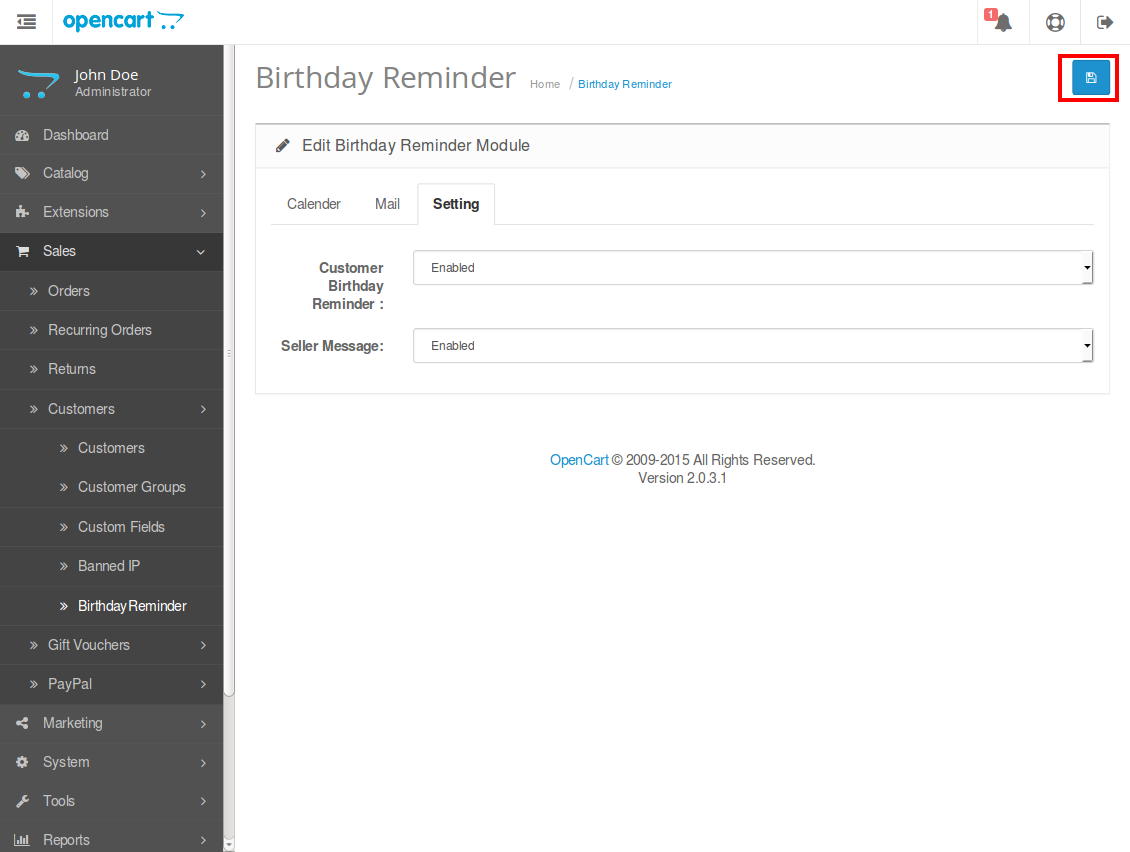 opencart
1
John Doe
Administrator
Dashboard
Catalog
Extensions
Sales
Orders
Recurring Orders
Returns
Customers
Customers
Customer Groups
Custom Fields
Banned IP
Birthday Reminder
Gift Vouchers
PayPal
Marketing
System
Tools
Reports
Birthday Reminder
Home / Birthday Reminder
Edit Birthday Reminder Module
Calender Mail Setting
Customer
Birthday
Reminder :
Enabled
Seller Message: Enabled
OpenCart © 2009-2015 All Rights Reserved.
Version 2.0.3.1